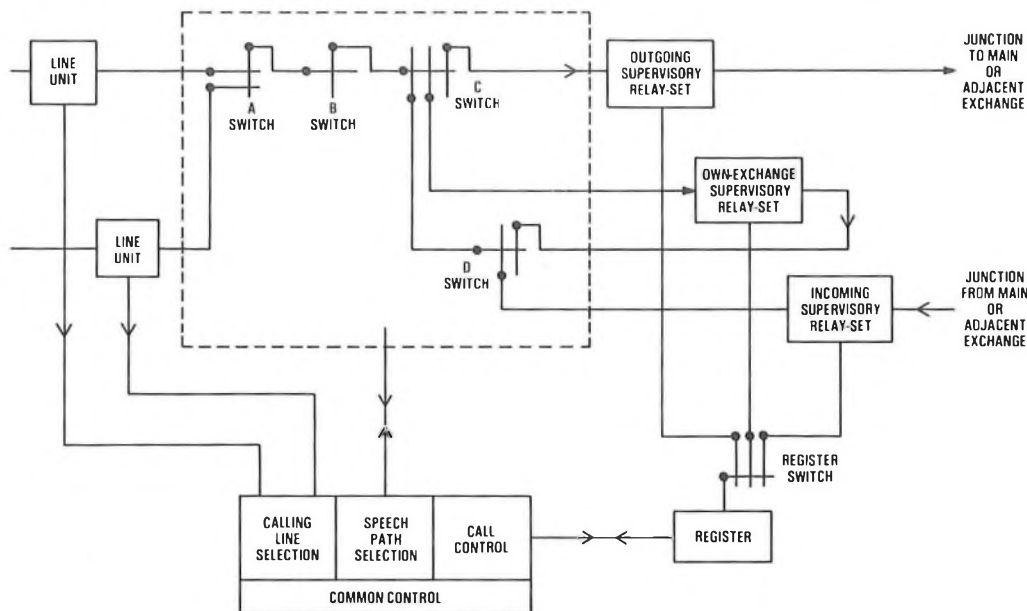 LINE
UNIT
A
SWITCH
B
SWITCH
C
SWITCH
OUTGOING
SUPERVISORY
RELAY-SET
JUNCTION
TO MAIN
OR
ADJACENT
EXCHANGE
OWN-EXCHANGE
SUPERVISORY
RELAY-SET
LINE
UNIT
D
SWITCH
INCOMING
SUPERVISORY
RELAY-SET
JUNCTION
FROM MAIN
OR
ADJACENT
EXCHANGE
REGISTER
SWITCH
CALLING
LINE
SELECTION
SPEECH
PATH
SELECTION
CALL
CONTROL
REGISTER
COMMON CONTROL